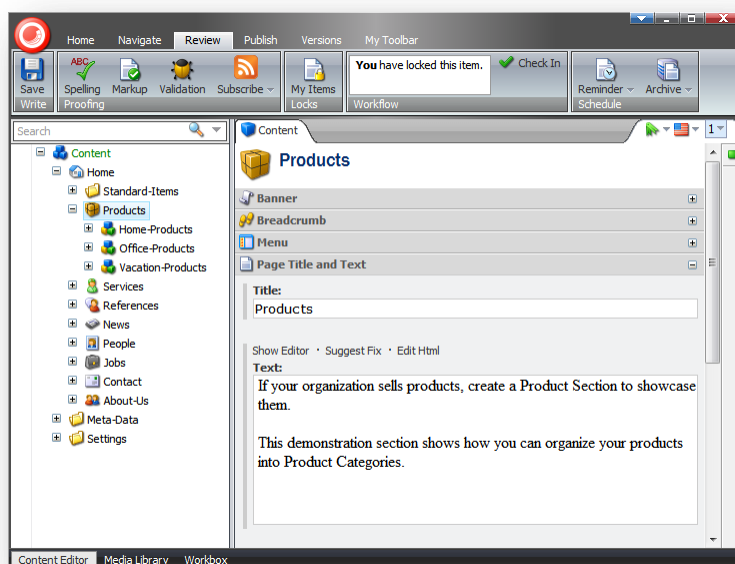 Home Navigate Review Publish Versions My Toolbar
ABC
Save Spelling Markup Validation Subscribe My Items You have locked this item. Check In Reminder Archive
Write Proofing Locks Workflow Schedule
Search
Content
Home
Standard-Items
Products
Home-Products
Office-Products
Vacation-Products
Services
References
News
People
Jobs
Contact
About-Us
Meta-Data
Settings
Content 1
Products
Banner
Breadcrumb
Menu
Page Title and Text
Title:
Products
Show Editor · Suggest Fix · Edit Html
Text:
If your organization sells products, create a Product Section to showcase
them.
This demonstration section shows how you can organize your products
into Product Categories.
Content Editor Media Library Workbox